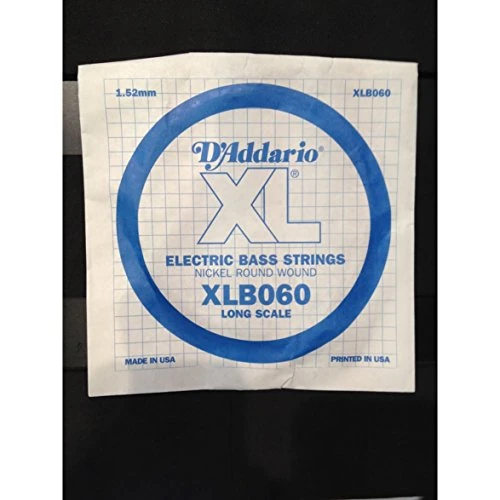 1.52mm XLB060
D'Addario®
XL®
ELECTRIC BASS STRINGS
NICKEL ROUND WOUND
XLB060
LONG SCALE
MADE IN USA PRINTED IN USA